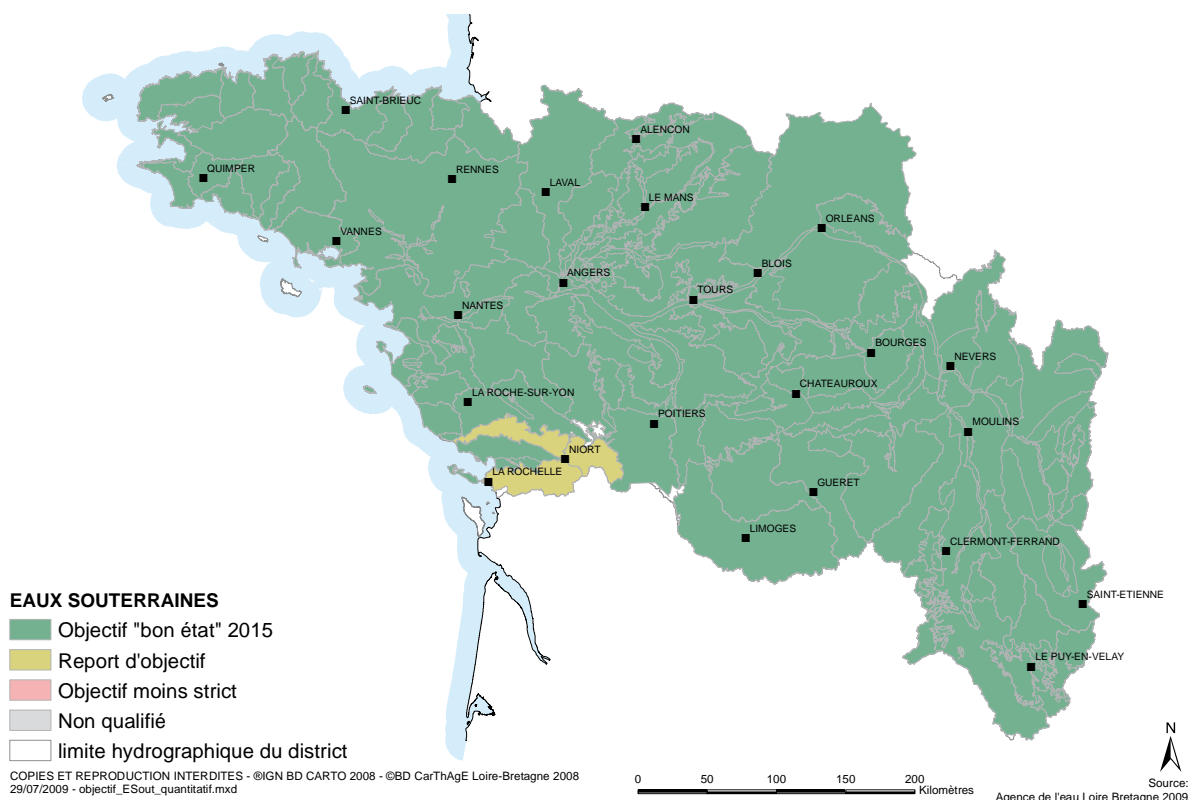 SAINT-BRIEUC
ALENCON
QUIMPER
RENNES
LAVAL
LE MANS
ORLEANS
VANNES
BLOIS
ANGERS
TOURS
NANTES
BOURGES
NEVERS
CHATEAUROUX
LA ROCHE-SUR-YON
POITIERS
MOULINS
NIORT
LA ROCHELLE
GUERET
LIMOGES
CLERMONT-FERRAND
SAINT-ETIENNE
LE PUY-EN-VELAY
EAUX SOUTERRAINES
Objectif "bon état" 2015
Report d'objectif
Objectif moins strict
Non qualifié
limite hydrographique du district
COPIES ET REPRODUCTION INTERDITES - ®IGN BD CARTO 2008 - ©BD CarThAgE Loire-Bretagne 2008
29/07/2009 - objectif_ESout_quantitatif.mxd
0 50 100 150 200
Kilomètres
N
Source:
Agence de l'eau Loire Bretagne 2009